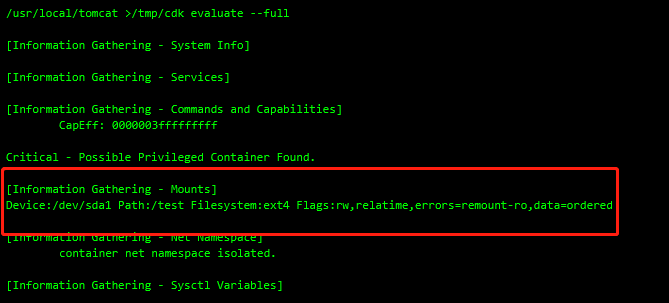 /usr/local/tomcat >/tmp/cdk evaluate --full
[Information Gathering - System Info]
[Information Gathering - Services]
[Information Gathering - Commands and Capabilities]
CapEff: 0000003fffffffff
Critical - Possible Privileged Container Found.
[Information Gathering - Mounts]
Device:/dev/sda1 Path:/test Filesystem:ext4 Flags:rw,relatime,errors=remount-ro,data=ordered
[Information Gathering - Net Namespace]
container net namespace isolated.
[Information Gathering - Sysctl Variables]